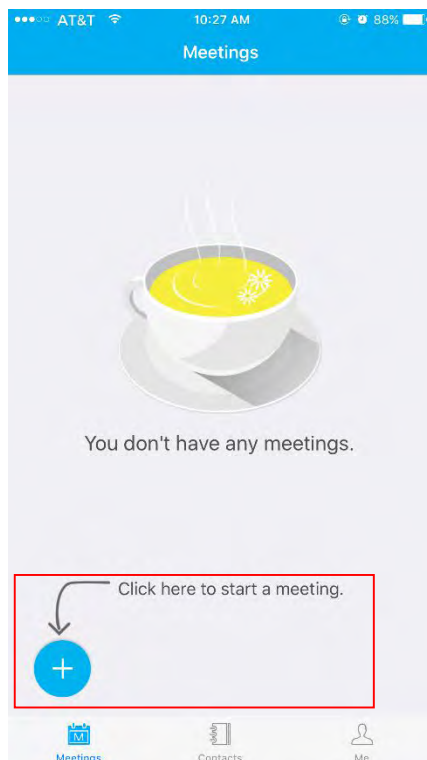 AT&T 10:27 AM 88%
Meetings
You don't have any meetings.
Click here to start a meeting.
+
M
Meetings Contacts Me